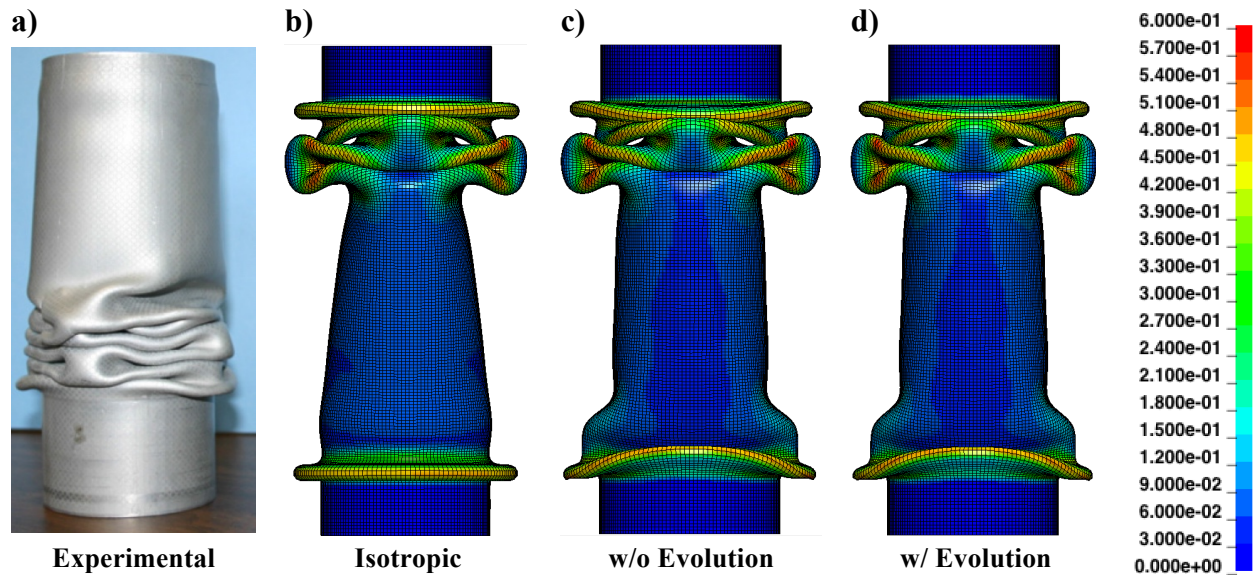 a)
b)
c)
d)
6.000e-01
5.700e-01
5.400e-01
5.100e-01
4.800e-01
4.500e-01
4.200e-01
3.900e-01
3.600e-01
3.300e-01
3.000e-01
2.700e-01
2.400e-01
2.100e-01
1.800e-01
1.500e-01
1.200e-01
9.000e-02
6.000e-02
3.000e-02
0.000e+00
Experimental
Isotropic
w/o Evolution
w/ Evolution